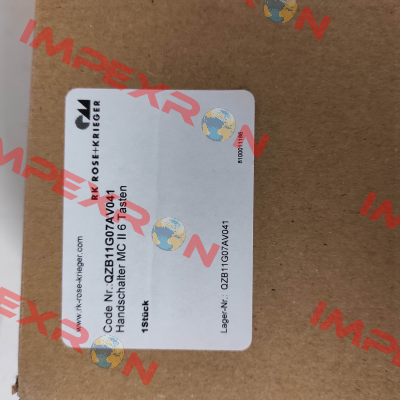 RK ROSE+KRIEGER
www.rk-rose-krieger.com
Code Nr. QZB11G07AV041
Handschalter MC II 6 Tasten
1Stück
Lager-Nr.: QZB11G07AV041
IMPEXRON
IMPEXRON
IMPEXRON
IMPEXRON